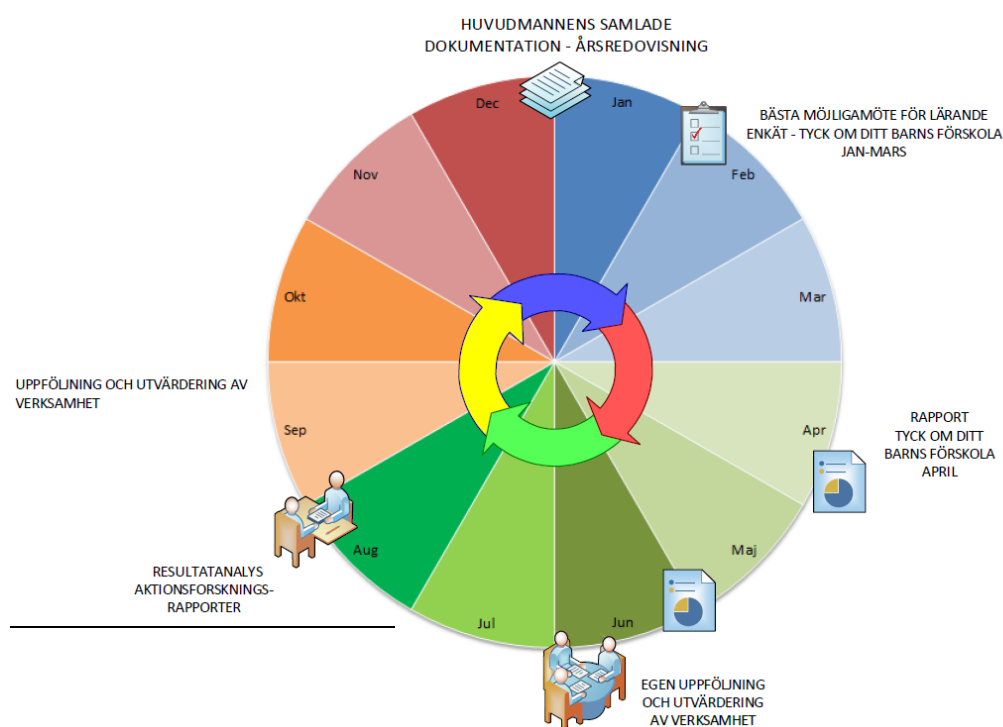 HUVUDMANNENS SAMLADE
DOKUMENTATION - ÅRSREDOVISNING
Dec
Jan
BÄSTA MÖJLIGAMÖTE FÖR LÄRANDE
ENKÄT - TYCK OM DITT BARNS FÖRSKOLA
JAN-MARS
Nov
Feb
Okt
Mar
UPPFÖLJNING OCH UTVÄRDERING AV
VERKSAMHET
Sep
Apr
RAPPORT
TYCK OM DITT
BARNS FÖRSKOLA
APRIL
Aug
Maj
RESULTATANALYS
AKTIONSFORSKNINGS-
RAPPORTER
Jul
Jun
EGEN UPPFÖLJNING
OCH UTVÄRDERING
AV VERKSAMHET